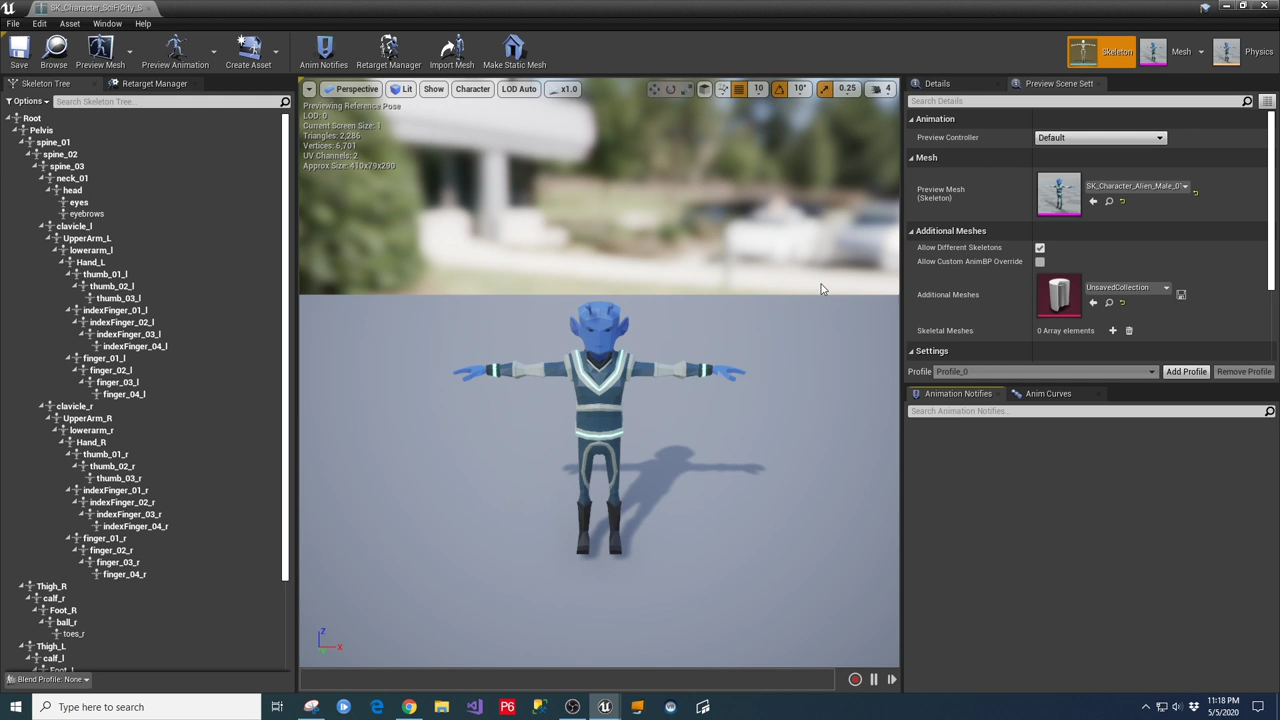 SK_Character_SciFiCity_S
File Edit Asset Window Help
Save Browse Preview Mesh Preview Animation Create Asset Anim Notifies Retarget Manager Import Mesh Make Static Mesh Skeleton Mesh Physics
Skeleton Tree Retarget Manager
Options Search Skeleton Tree...
Root
Pelvis
spine_01
spine_02
spine_03
neck_01
head
eyes
eyebrows
clavicle_l
UpperArm_L
lowerarm_l
Hand_L
thumb_01_l
thumb_02_l
thumb_03_l
indexFinger_01_l
indexFinger_02_l
indexFinger_03_l
indexFinger_04_l
finger_01_l
finger_02_l
finger_03_l
finger_04_l
clavicle_r
UpperArm_R
lowerarm_r
Hand_R
thumb_01_r
thumb_02_r
thumb_03_r
indexFinger_01_r
indexFinger_02_r
indexFinger_03_r
indexFinger_04_r
finger_01_r
finger_02_r
finger_03_r
finger_04_r
Thigh_R
calf_r
Foot_R
ball_r
toes_r
Thigh_L
calf_l
Foot_L
Blend Profile: None
Perspective Lit Show Character LOD Auto x1.0 10 10° 0.25 4
Previewing Reference Pose
LOD: 0
Current Screen Size: 1
Triangles: 2,286
Vertices: 6,701
UV Channels: 2
Approx Size: 410x79x290
Z
X
Details Preview Scene Sett
Search Details
Animation
Preview Controller Default
Mesh
Preview Mesh
(Skeleton)
SK_Character_Alien_Male_0
Additional Meshes
Allow Different Skeletons
Allow Custom AnimBP Override
Additional Meshes UnsavedCollection
Skeletal Meshes 0 Array elements
Settings
Profile Profile_0 Add Profile Remove Profile
Animation Notifies Anim Curves
Search Animation Notifies...
Type here to search
P6
11:18 PM
5/5/2020